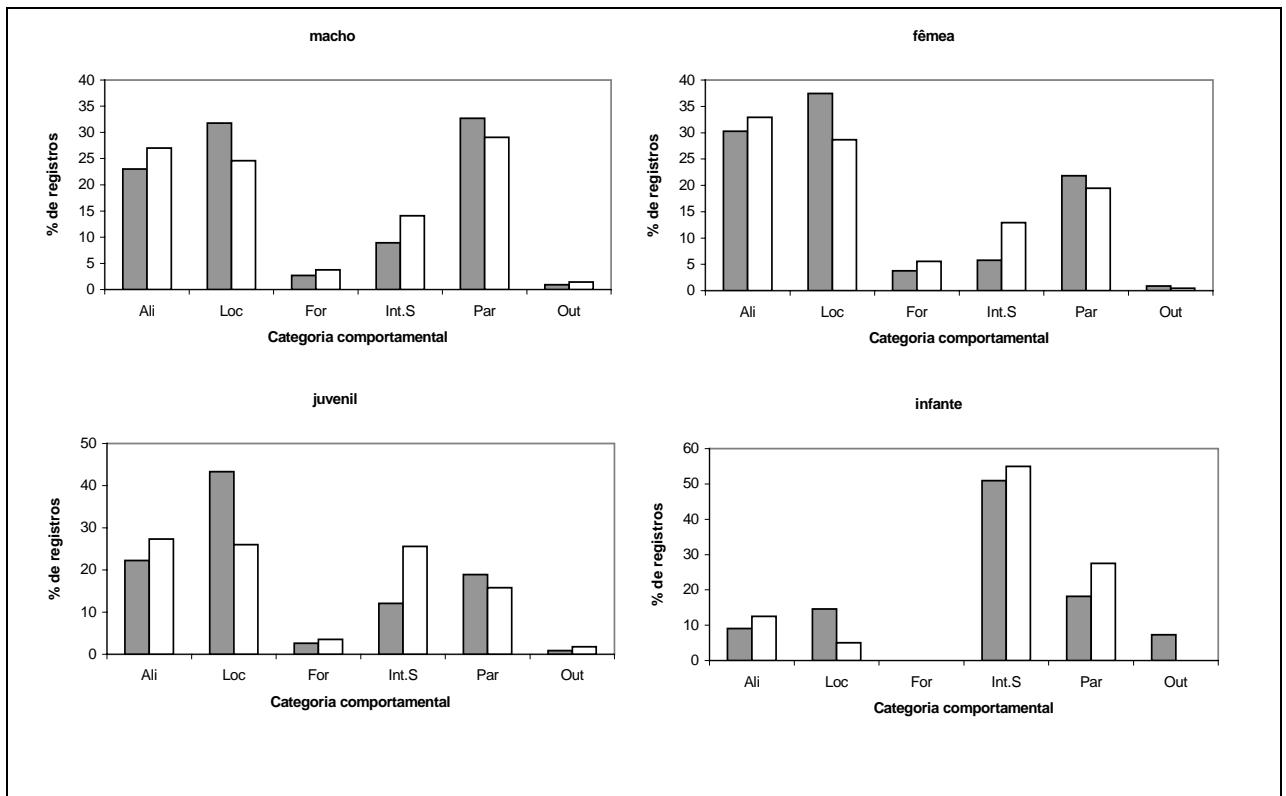 macho
40
35
30
25
20
15
10
5
0
% de registros
Ali Loc For Int.S Par Out
Categoria comportamental
fêmea
40
35
30
25
20
15
10
5
0
% de registros
Ali Loc For Int.S Par Out
Categoria comportamental
juvenil
50
40
30
20
10
0
% de registros
Ali Loc For Int.S Par Out
Categoria comportamental
infante
60
50
40
30
20
10
0
% de registros
Ali Loc For Int.S Par Out
Categoria comportamental